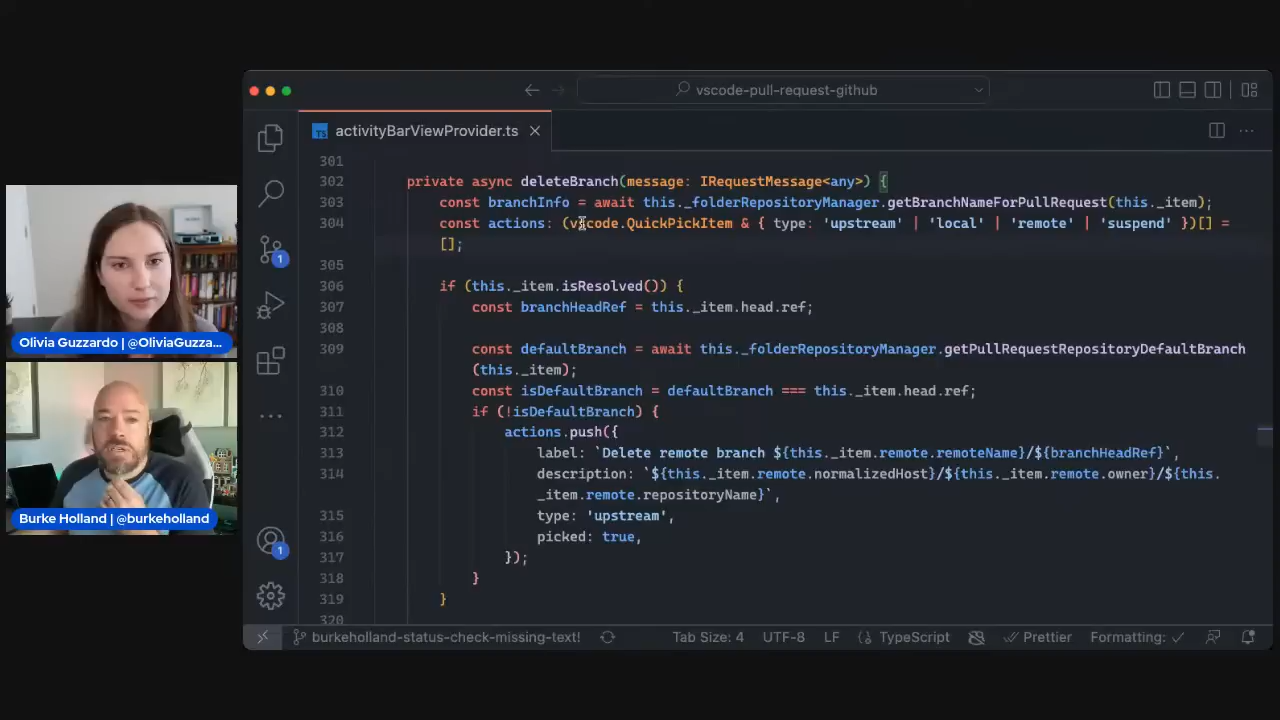 vscode-pull-request-github
TS activityBarViewProvider.ts
301
302 private async deleteBranch(message: IRequestMessage<any>) {
303 const branchInfo = await this._folderRepositoryManager.getBranchNameForPullRequest(this._item);
304 const actions: (vscode.QuickPickItem & { type: 'upstream' | 'local' | 'remote' | 'suspend' })[] =
[];
305
306 if (this._item.isResolved()) {
307 const branchHeadRef = this._item.head.ref;
308
309 const defaultBranch = await this._folderRepositoryManager.getPullRequestRepositoryDefaultBranch
(this._item);
310 const isDefaultBranch = defaultBranch === this._item.head.ref;
311 if (!isDefaultBranch) {
312 actions.push({
313 label: `Delete remote branch ${this._item.remote.remoteName}/${branchHeadRef}`,
314 description: `${this._item.remote.normalizedHost}/${this._item.remote.owner}/${this.
_item.remote.repositoryName}`,
315 type: 'upstream',
316 picked: true,
317 });
318 }
319 }
320
1
1
Olivia Guzzardo | @OliviaGuzza...
Burke Holland | @burkeholland
burkeholland-status-check-missing-text!
Tab Size: 4 UTF-8 LF {} TypeScript Prettier Formatting: ✓